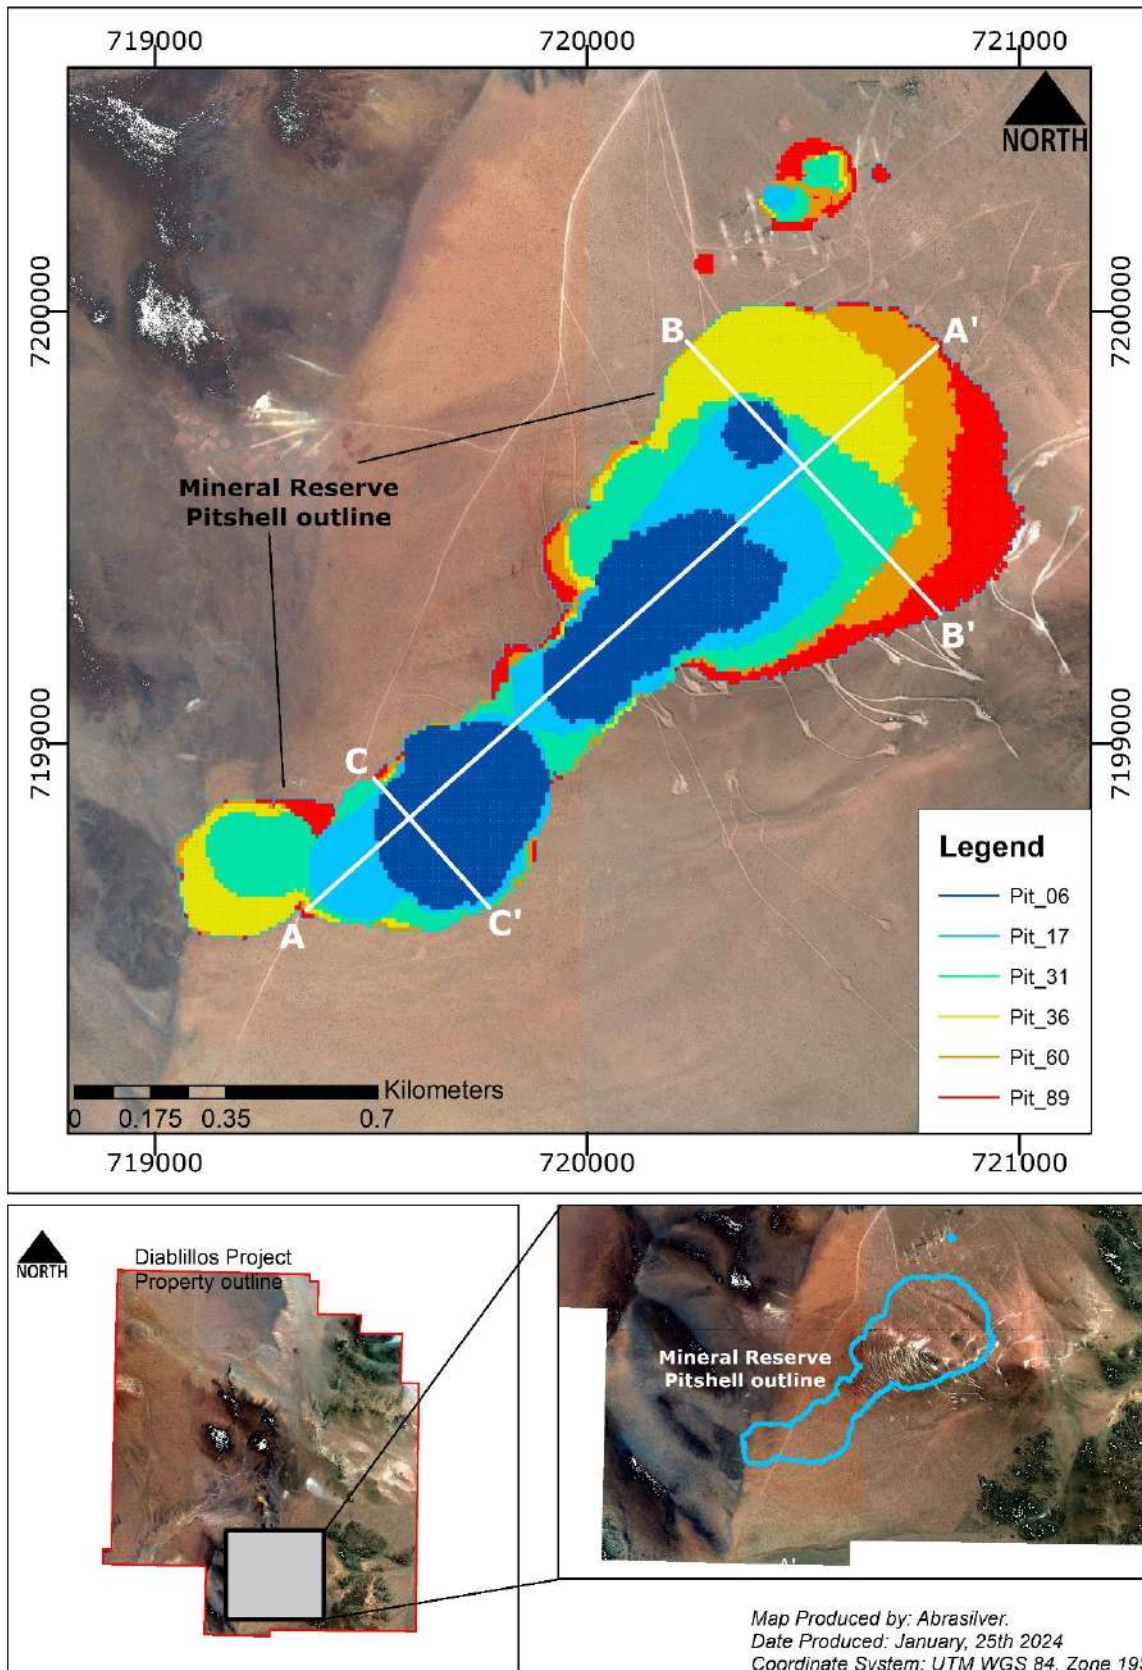 719000 720000 721000
NORTH
7200000 7200000
B A'
Mineral Reserve
Pitshell outline
B'
7199000 7199000
C
A C'
Legend
Pit_06
Pit_17
Pit_31
Pit_36
Pit_60
Pit_89
Kilometers
0 0.175 0.35 0.7
719000 720000 721000
NORTH
Diablillos Project
Property outline
Mineral Reserve
Pitshell outline
A'
Map Produced by: Abrasilver.
Date Produced: January, 25th 2024
Coordinate System: UTM WGS 84, Zone